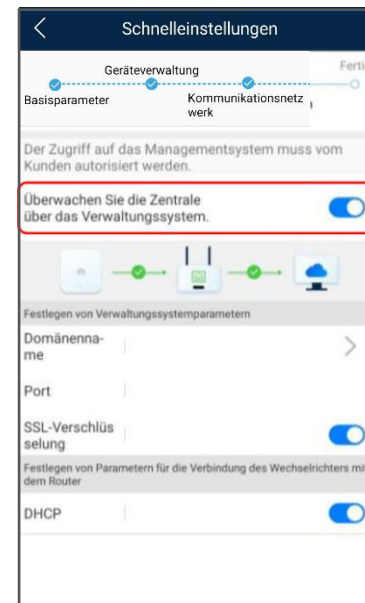 Schnelleinstellungen
Geräteverwaltung
Basisparameter
Kommunikationsnetz
werk
Ferti
Der Zugriff auf das Managementsystem muss vom
Kunden autorisiert werden.
Überwachen Sie die Zentrale
über das Verwaltungssystem.
Festlegen von Verwaltungssystemparametern
Domänenna-
me
Port
SSL-Verschlüs
selung
Festlegen von Parametern für die Verbindung des Wechselrichters mit
dem Router
DHCP